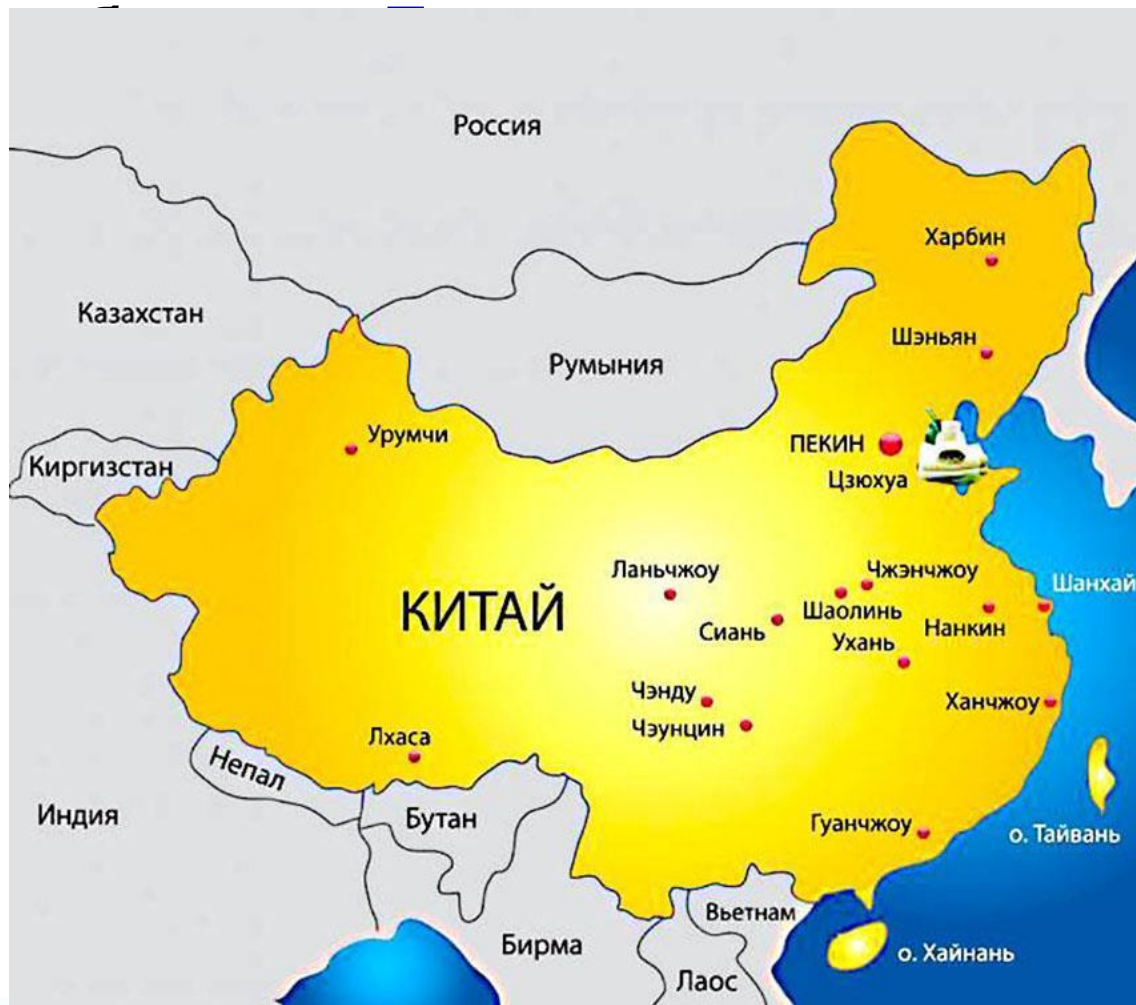 Россия
Харбин
Казахстан
Шэньян
Румыния
Урумчи
ПЕКИН
Киргизстан
Цзюхуа
Ланьчжоу
Чжэнчжоу
Шанхай
КИТАЙ
Шаолинь
Сиань
Нанкин
Ухань
Чэнду
Ханчжоу
Чэунцин
Лхаса
Непал
Индия
Бутан
Гуанчжоу
о. Тайвань
Вьетнам
Бирма
о. Хайнань
Лаос